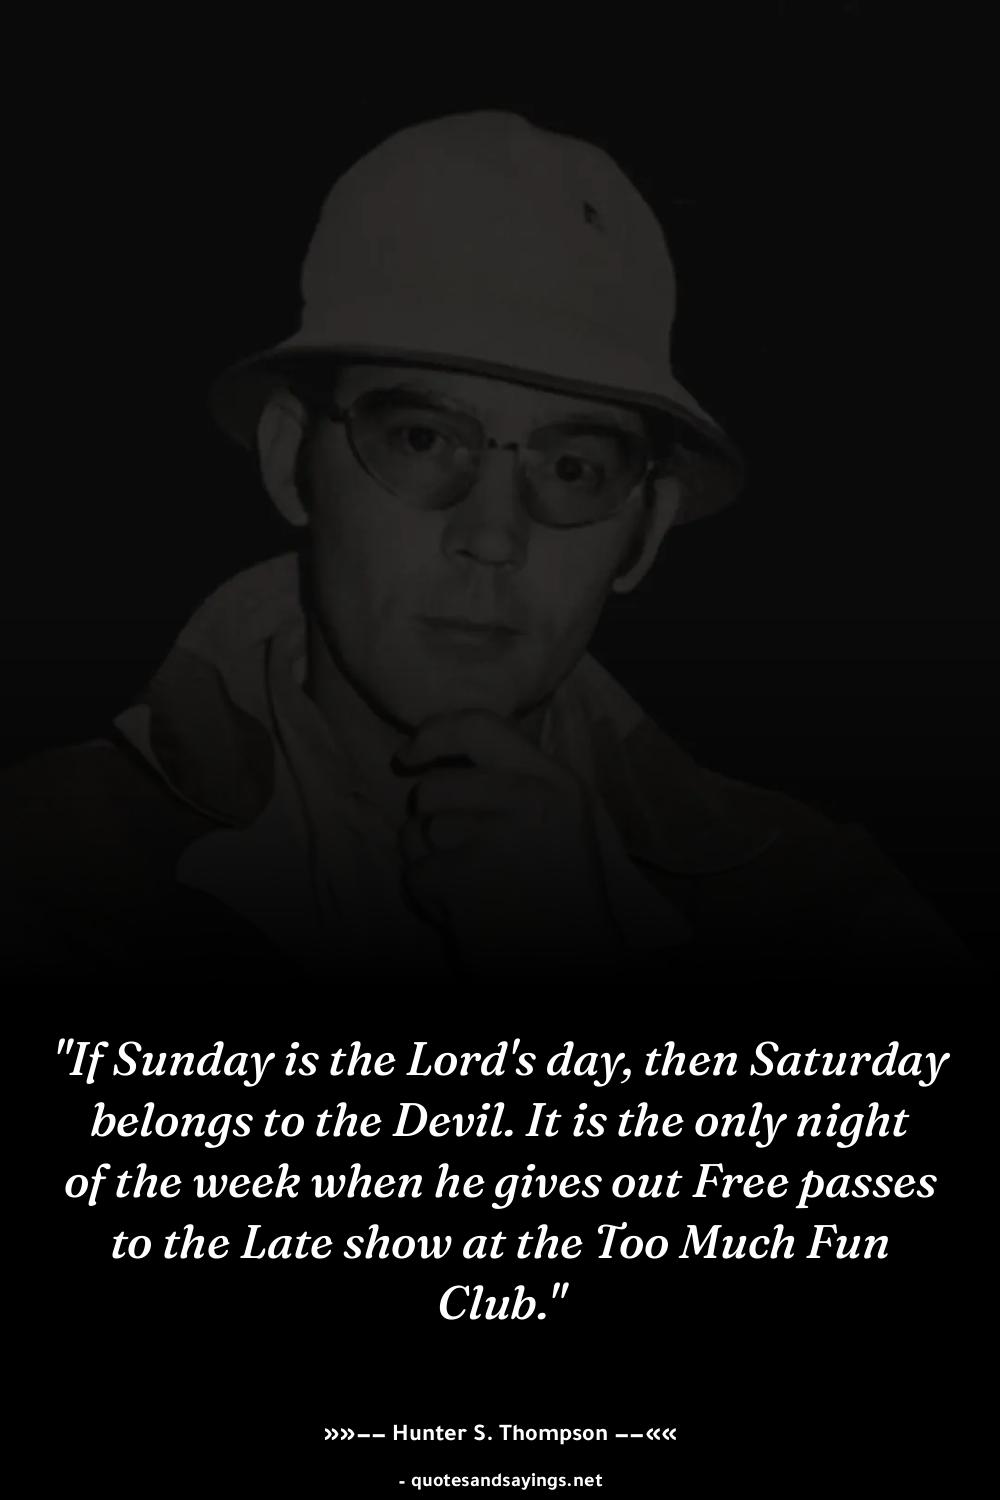 "If Sunday is the Lord's day, then Saturday
belongs to the Devil. It is the only night
of the week when he gives out Free passes
to the Late show at the Too Much Fun
Club."
»»−− Hunter S. Thompson −−««
- quotesandsayings.net